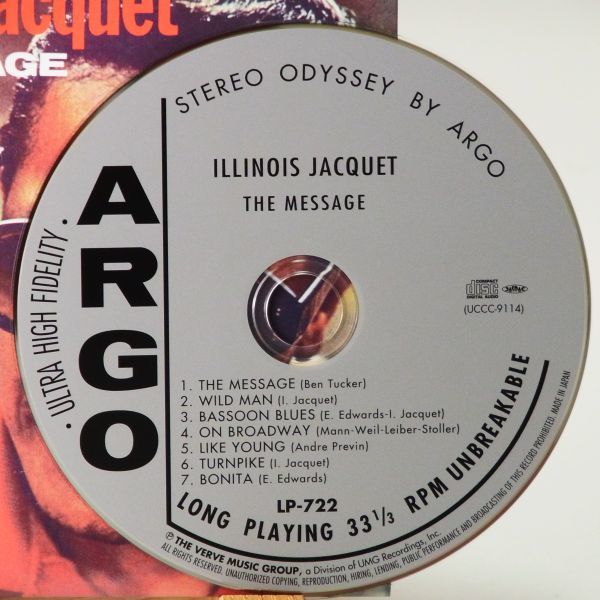 Jacquet
AGE
STEREO ODYSSEY BY ARGO
ILLINOIS JACQUET
THE MESSAGE
ARGO
· ULTRA HIGH FIDELITY ·
COMPACT
disc
DIGITAL AUDIO
(UCCC-9114)
1. THE MESSAGE (Ben Tucker)
2. WILD MAN (I. Jacquet)
3. BASSOON BLUES (E. Edwards-I. Jacquet)
4. ON BROADWAY (Mann-Weil-Leiber-Stoller)
5. LIKE YOUNG (Andre Previn)
6. TURNPIKE (I. Jacquet)
7. BONITA (E. Edwards)
LP-722
LONG PLAYING 33 1/3 RPM UNBREAKABLE
℗ THE VERVE MUSIC GROUP, a Division of UMG Recordings, Inc.
ALL RIGHTS RESERVED. UNAUTHORIZED COPYING, REPRODUCTION, HIRING, LENDING, PUBLIC PERFORMANCE AND BROADCASTING OF THIS RECORD PROHIBITED. MADE IN JAPAN